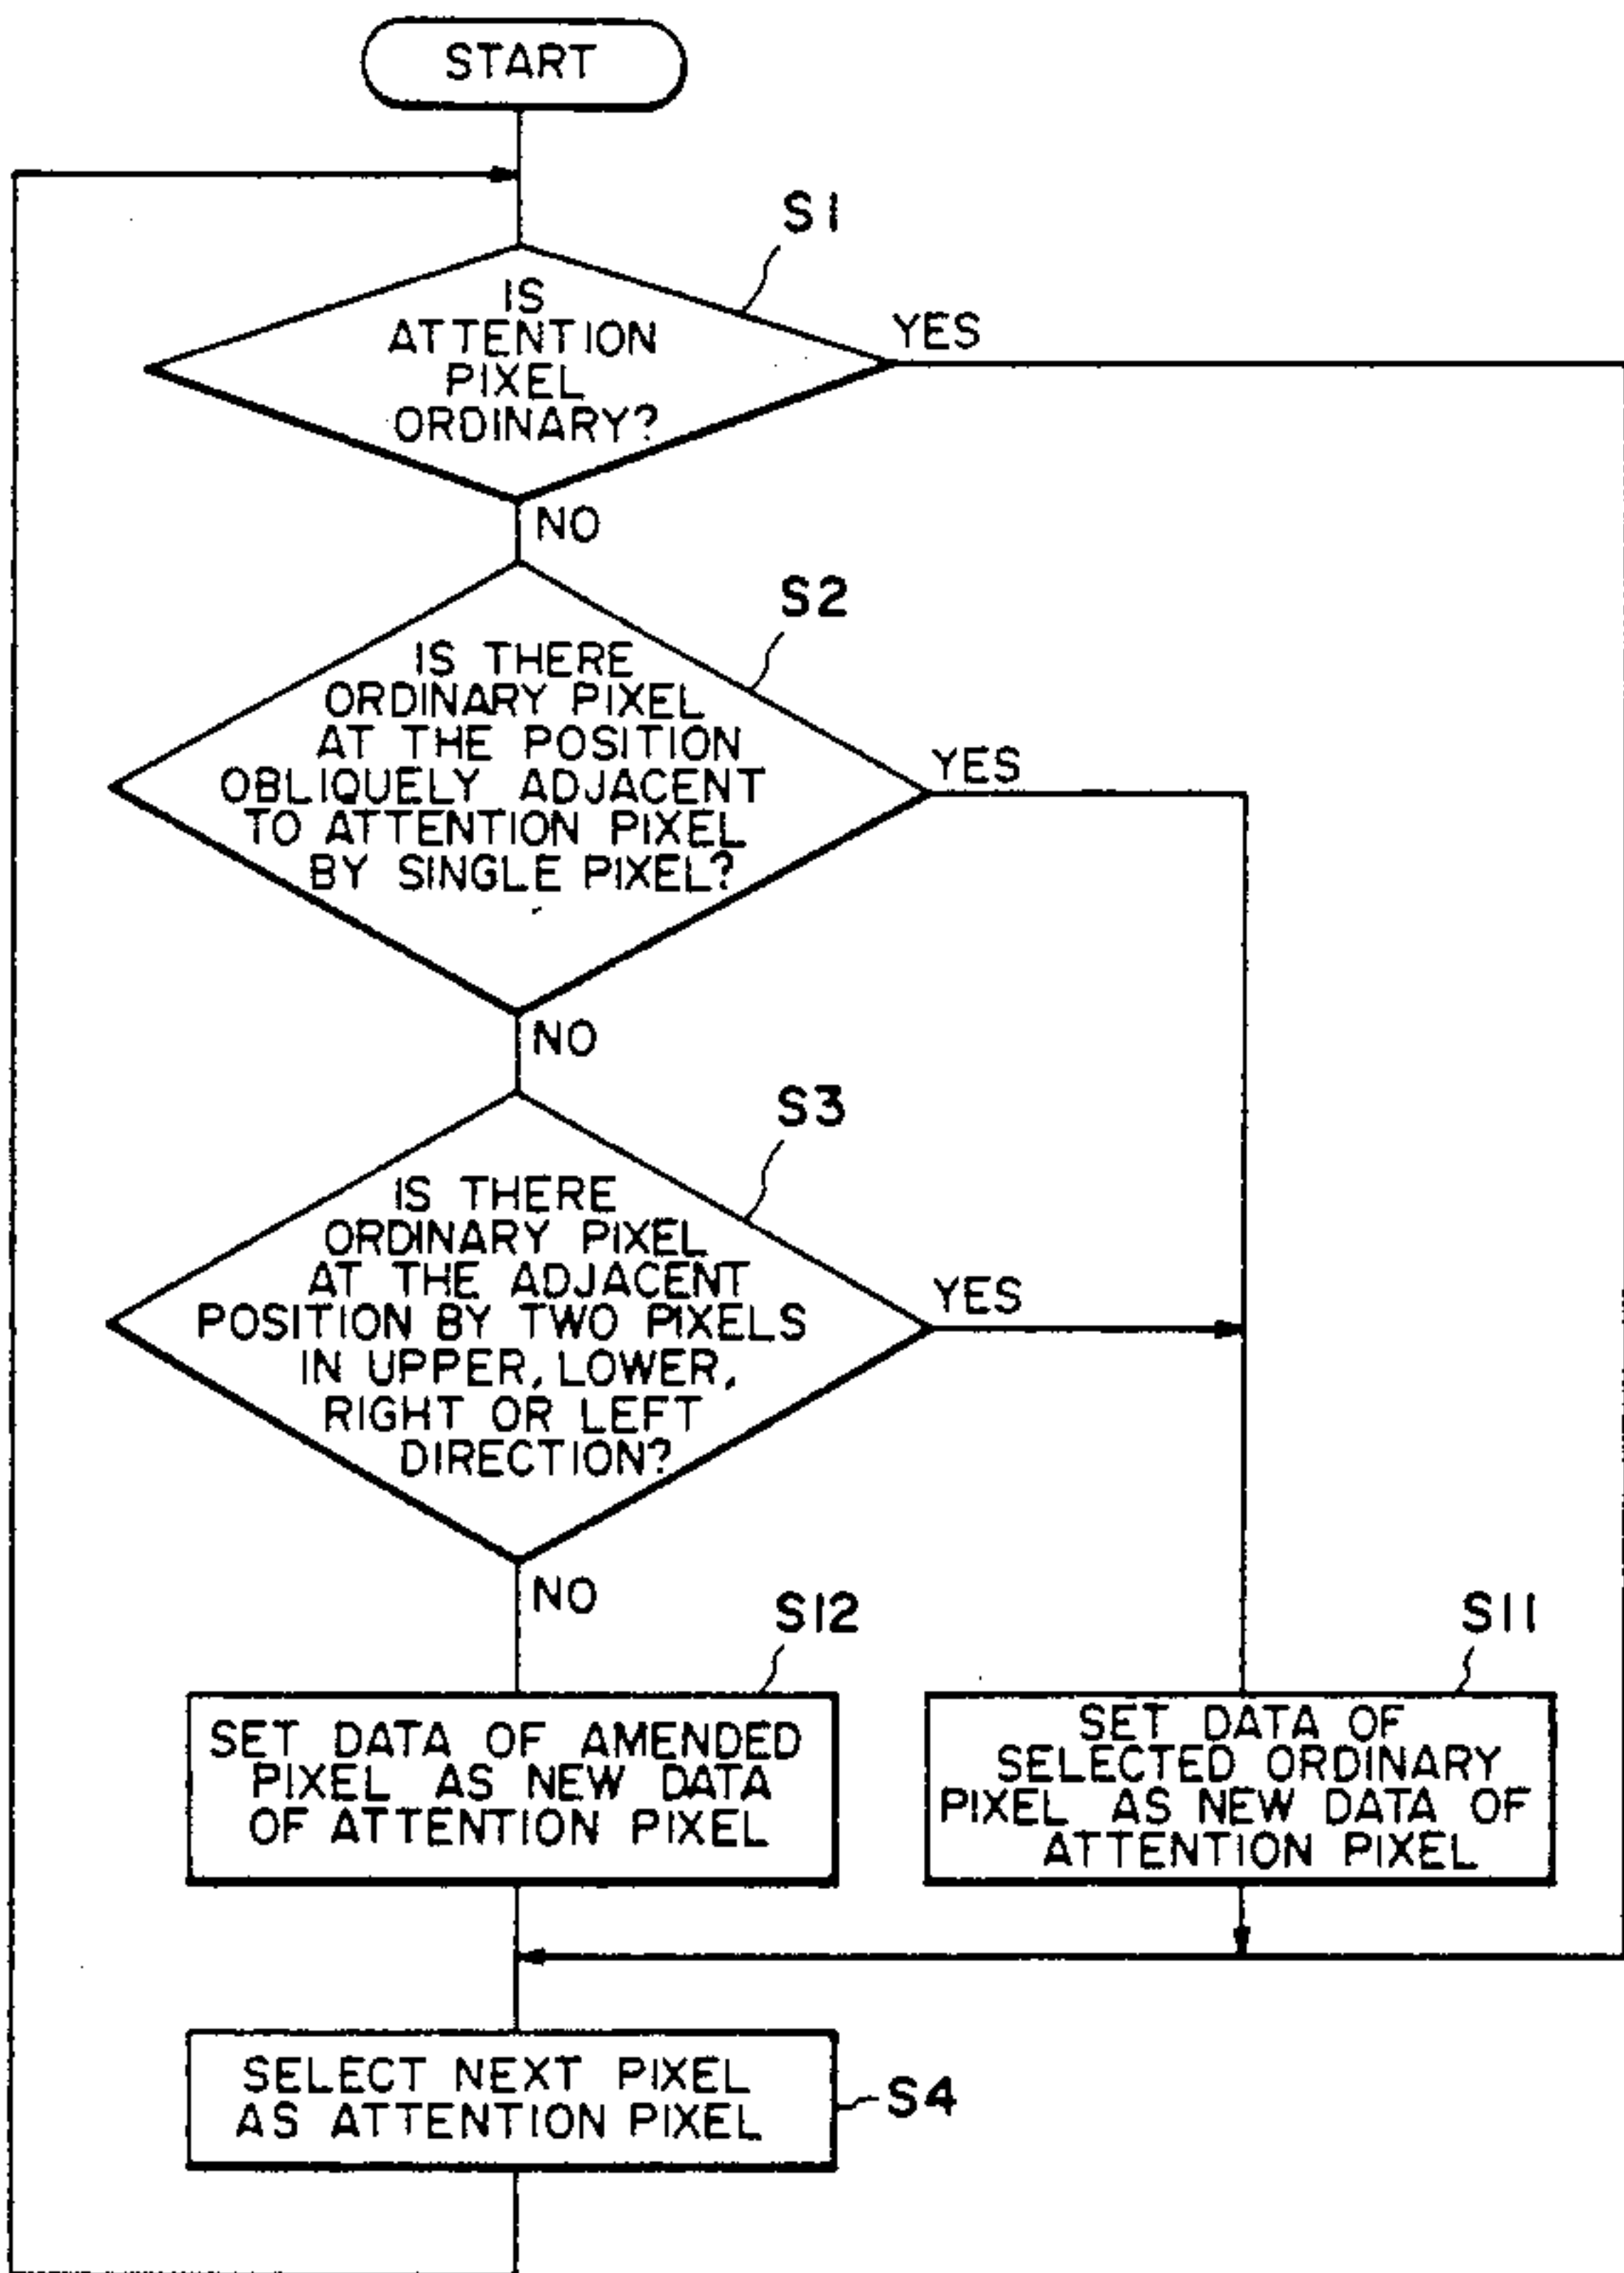 START
S1
IS
ATTENTION
PIXEL
ORDINARY?
YES
NO
S2
IS THERE
ORDINARY PIXEL
AT THE POSITION
OBLIQUELY ADJACENT
TO ATTENTION PIXEL
BY SINGLE PIXEL?
YES
NO
S3
IS THERE
ORDINARY PIXEL
AT THE ADJACENT
POSITION BY TWO PIXELS
IN UPPER, LOWER,
RIGHT OR LEFT
DIRECTION?
YES
NO
S12
SET DATA OF AMENDED
PIXEL AS NEW DATA
OF ATTENTION PIXEL
S11
SET DATA OF
SELECTED ORDINARY
PIXEL AS NEW DATA OF
ATTENTION PIXEL
SELECT NEXT PIXEL
AS ATTENTION PIXEL
S4